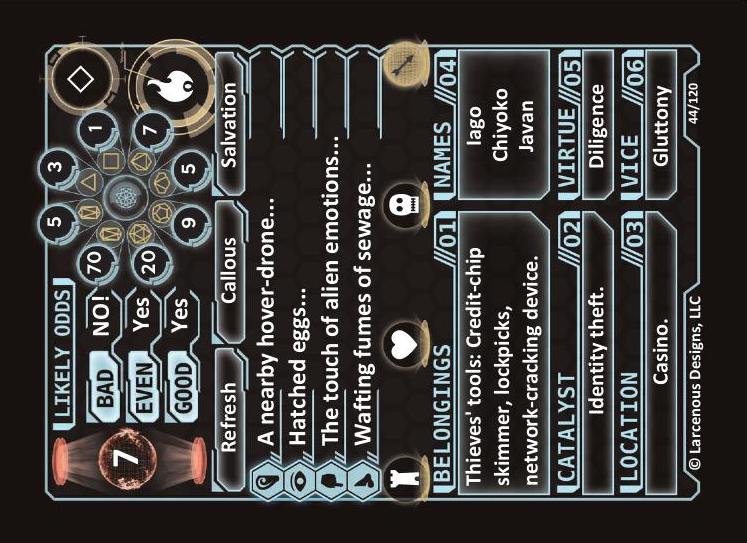 7
LIKELY ODDS
BAD NO!
EVEN Yes
GOOD Yes
3
1
5
7
70
5
20
9
Refresh
Callous
Salvation
A nearby hover-drone...
Hatched eggs...
The touch of alien emotions...
Wafting fumes of sewage...
BELONGINGS //01
Thieves' tools: Credit-chip
skimmer, lockpicks,
network-cracking device.
NAMES //04
Iago
Chiyoko
Javan
CATALYST //02
Identity theft.
VIRTUE //05
Diligence
LOCATION //03
Casino.
VICE //06
Gluttony
© Larcenous Designs, LLC
44/120